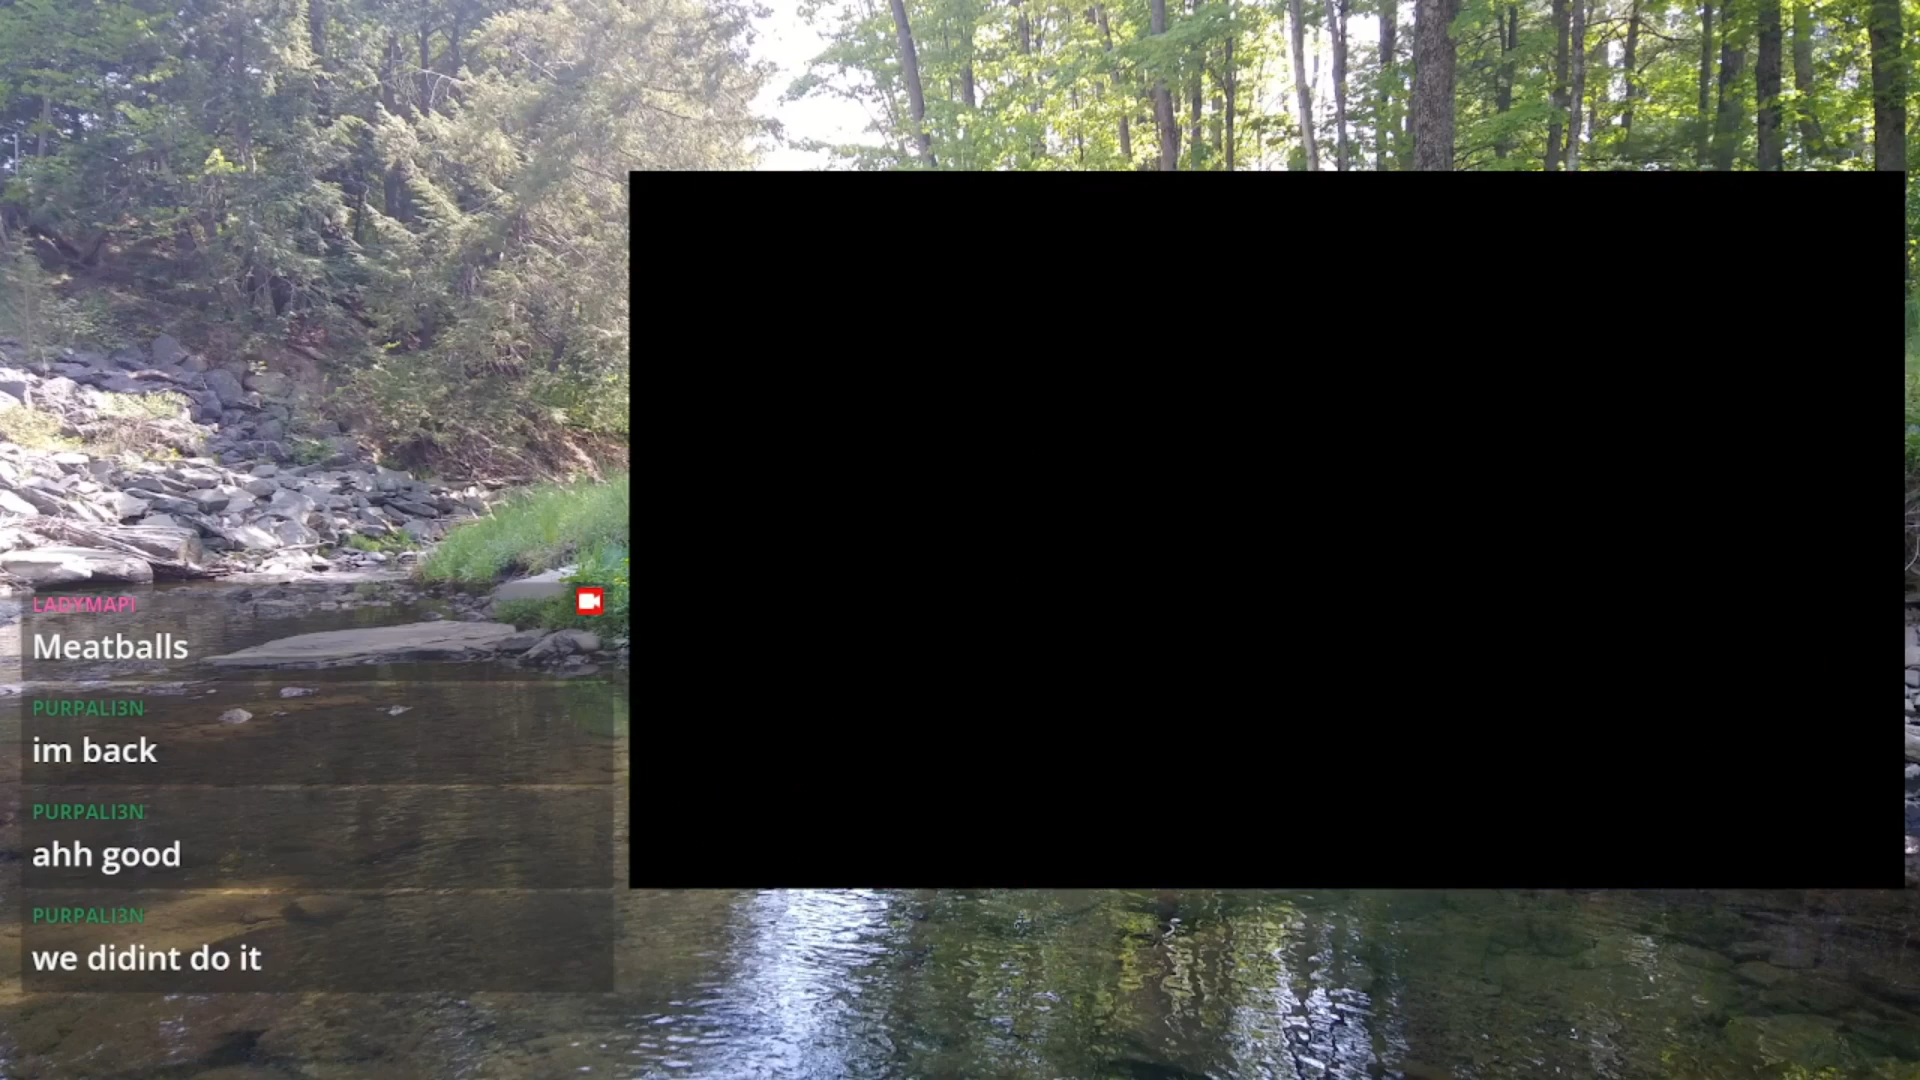 LADYMAPI
Meatballs
PURPALI3N
im back
PURPALI3N
ahh good
PURPALI3N
we didint do it